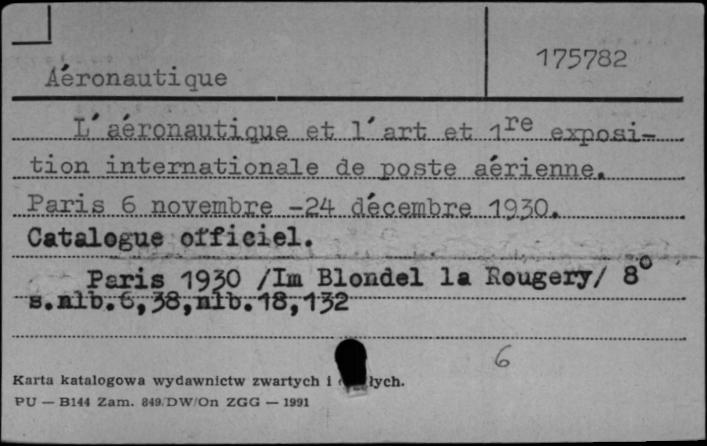 175782
Aéronautique
L'aéronautique et l'art et 1re exposi-
tion internationale de poste aérienne.
Paris 6 novembre -24 décembre 1930.
Catalogue officiel.
Paris 1930 /Im Blondel la Rougery/ 8°
s.nlb.6,38,nlb.18,132
6
Karta katalogowa wydawnictw zwartych i
PU — B144 Zam. 849/DW/On ZGG — 1991